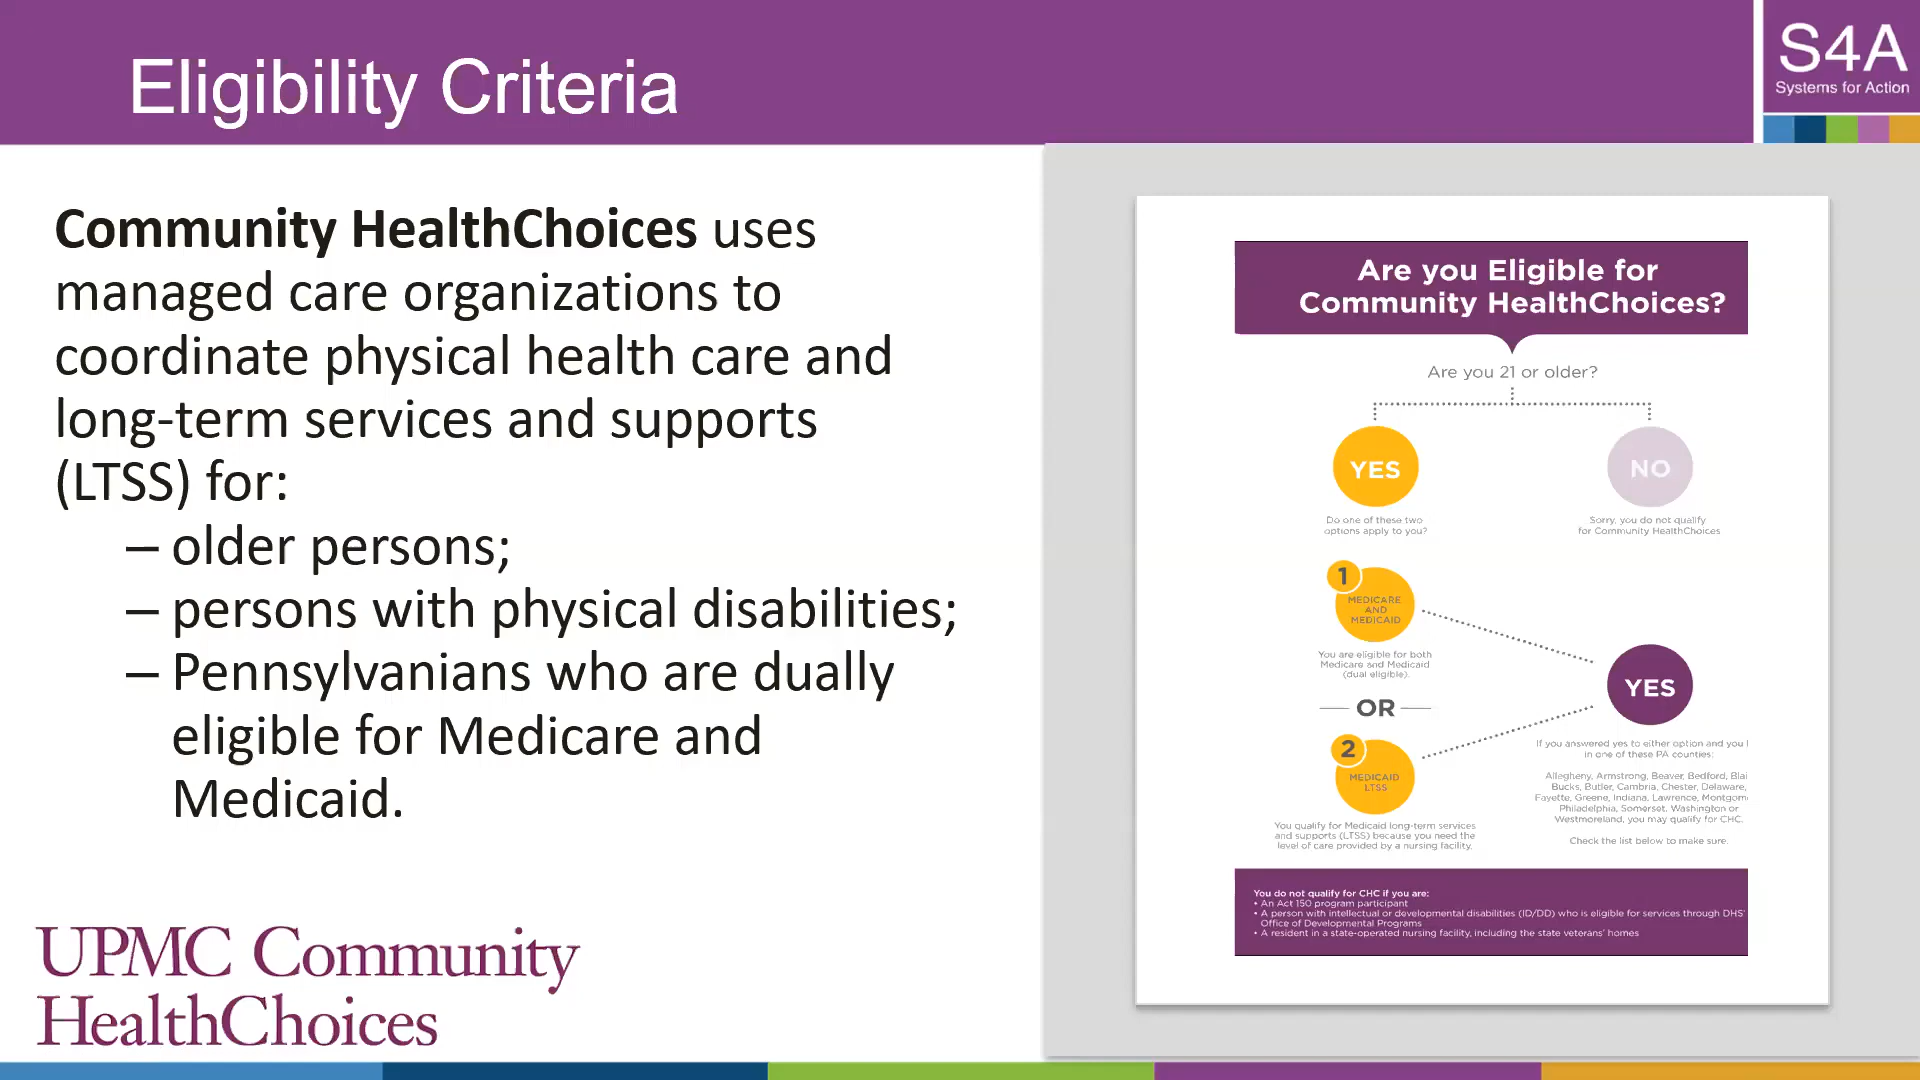 Eligibility Criteria
S4A
Systems for Action
Community HealthChoices uses
managed care organizations to
coordinate physical health care and
long-term services and supports
(LTSS) for:
– older persons;
– persons with physical disabilities;
– Pennsylvanians who are dually
eligible for Medicare and
Medicaid.
UPMC Community
HealthChoices
Are you Eligible for
Community HealthChoices?
Are you 21 or older?
YES
NO
Do one of these two
options apply to you?
Sorry, you do not qualify
for Community HealthChoices
1
MEDICARE
AND
MEDICAID
You are eligible for both
Medicare and Medicaid
(dual eligible).
OR
2
MEDICAID
LTSS
You qualify for Medicaid long-term services
and supports (LTSS) because you need the
level of care provided by a nursing facility.
YES
If you answered yes to either option and you
in one of these PA counties:
Allegheny, Armstrong, Beaver, Bedford, Blai
Bucks, Butler, Cambria, Chester, Delaware,
Fayette, Greene, Indiana, Lawrence, Montgom
Philadelphia, Somerset, Washington or
Westmoreland, you may qualify for CHC.
Check the list below to make sure.
You do not qualify for CHC if you are:
• An Act 150 program participant
• A person with intellectual or developmental disabilities (ID/DD) who is eligible for services through DHS'
Office of Developmental Programs
• A resident in a state-operated nursing facility, including the state veterans' homes